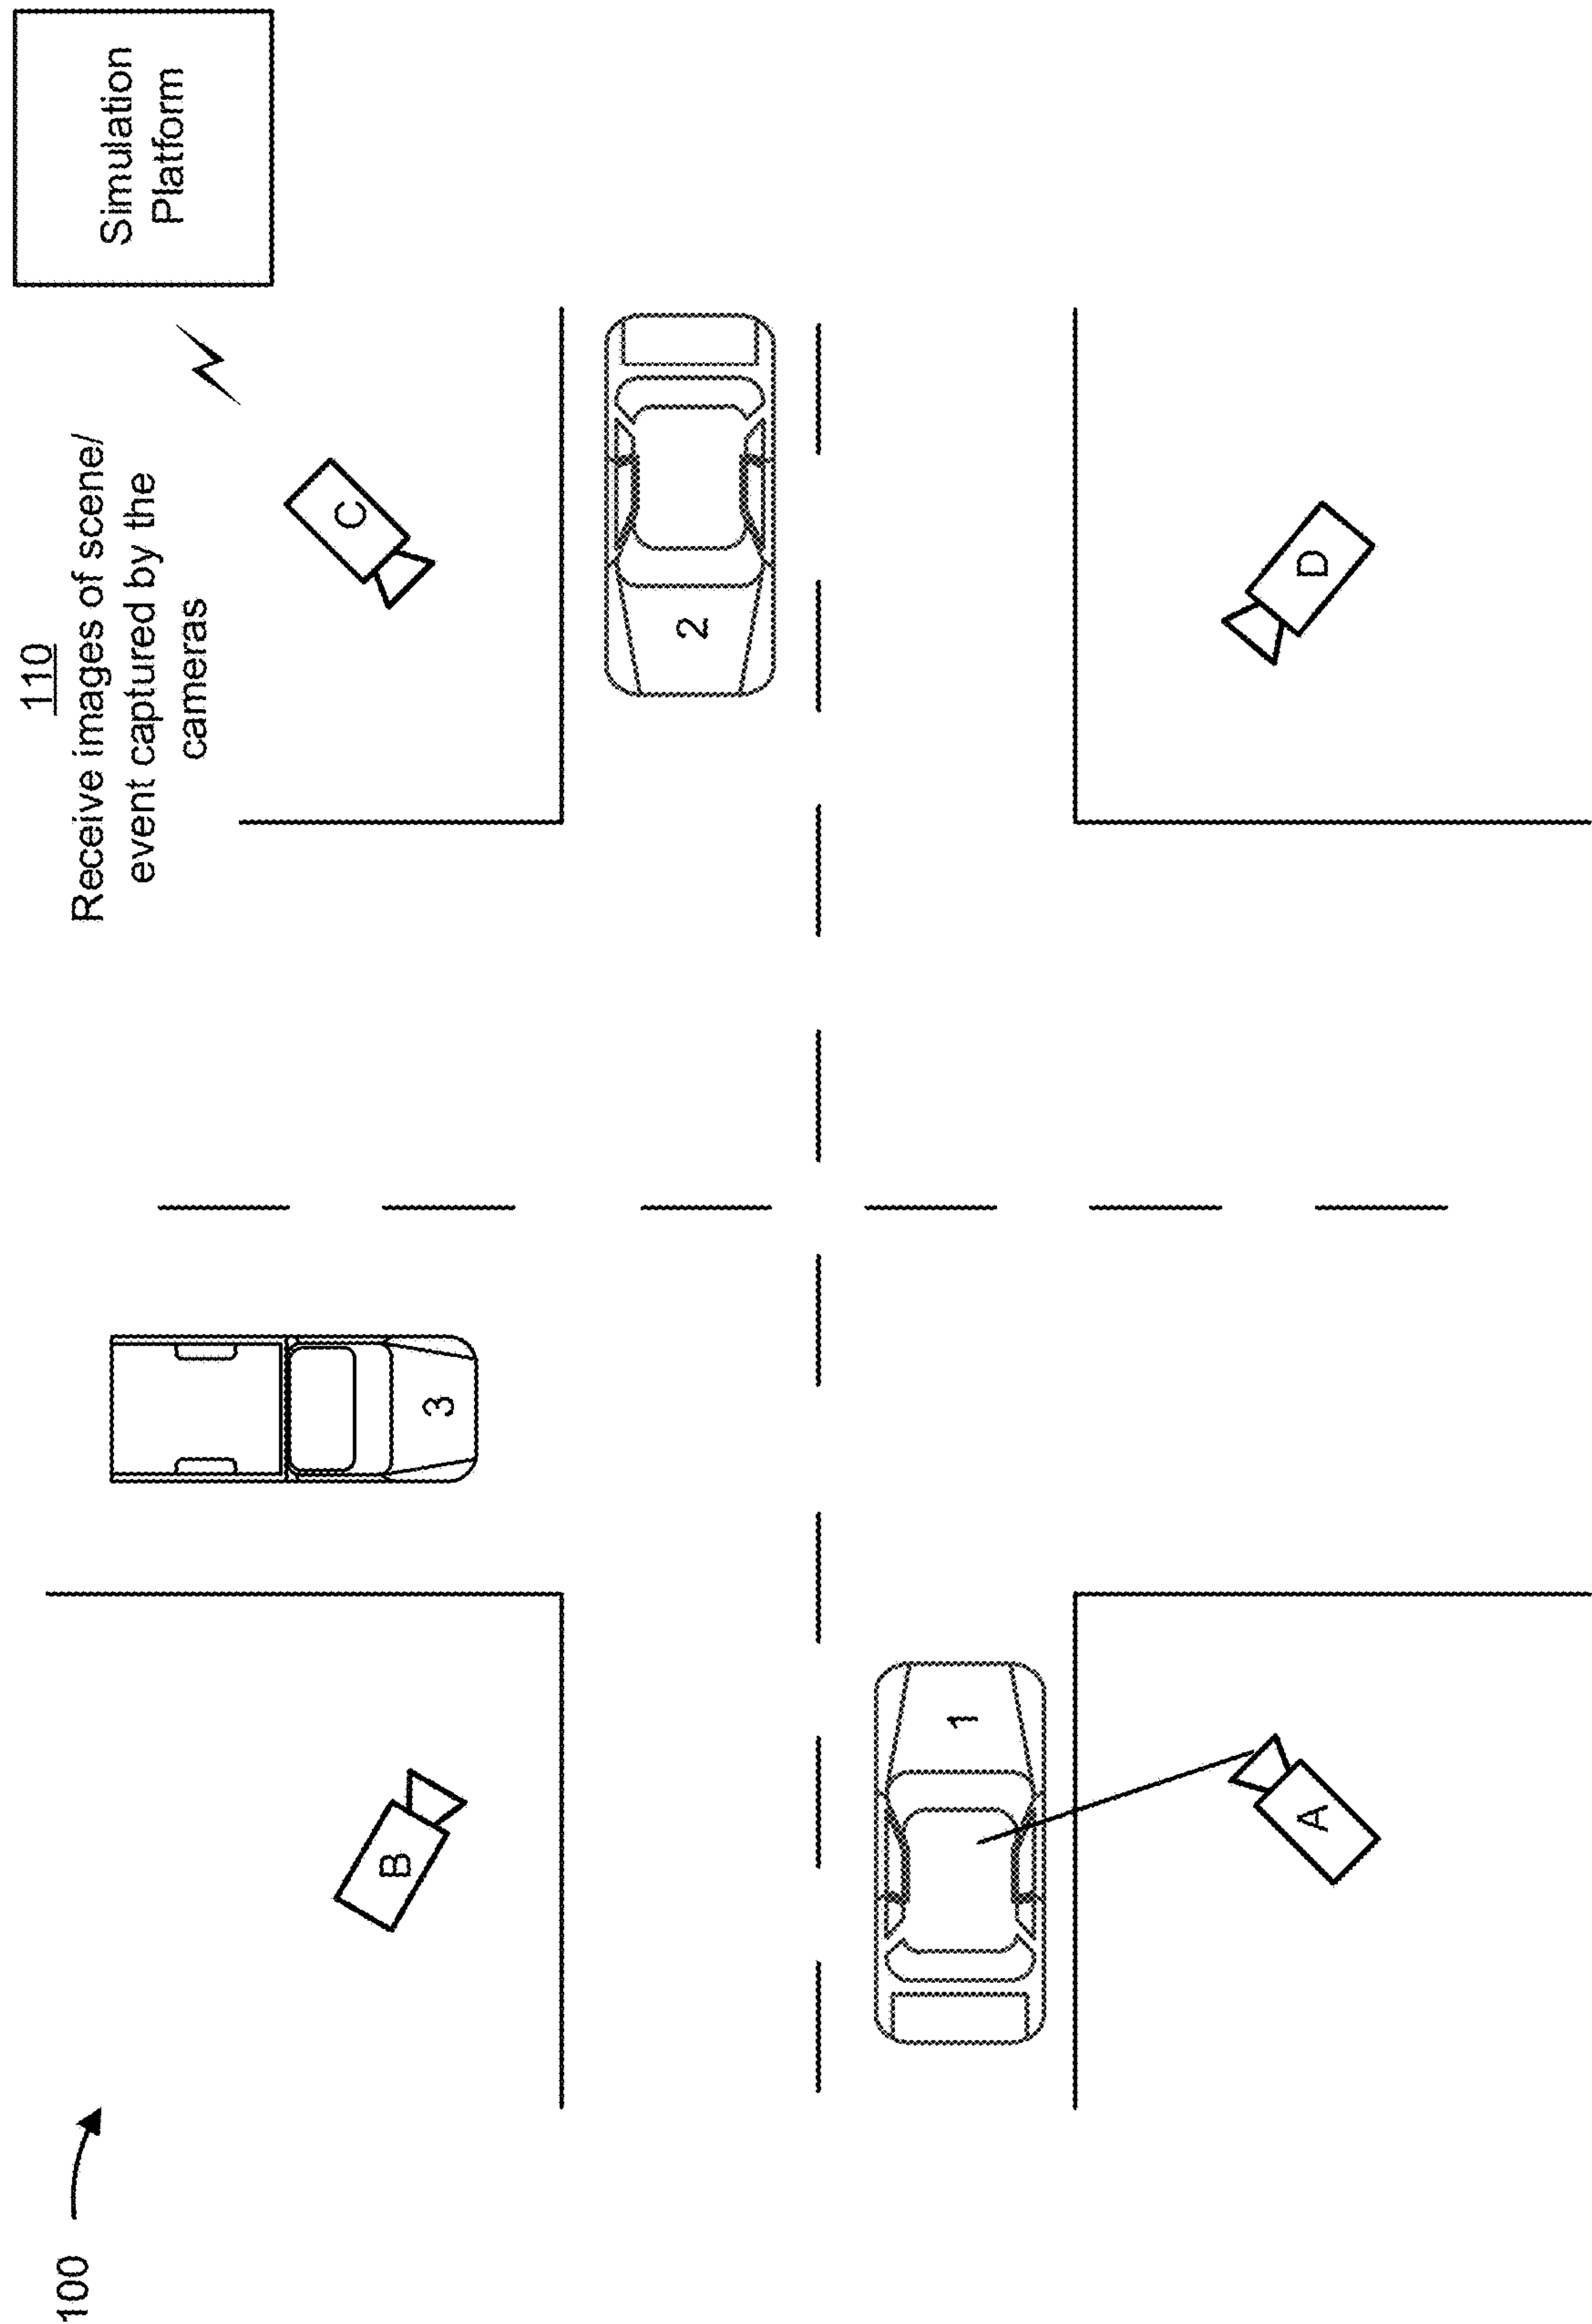 100
110
Receive images of scene/
event captured by the
cameras
Simulation
Platform
B
3
C
2
1
A
D